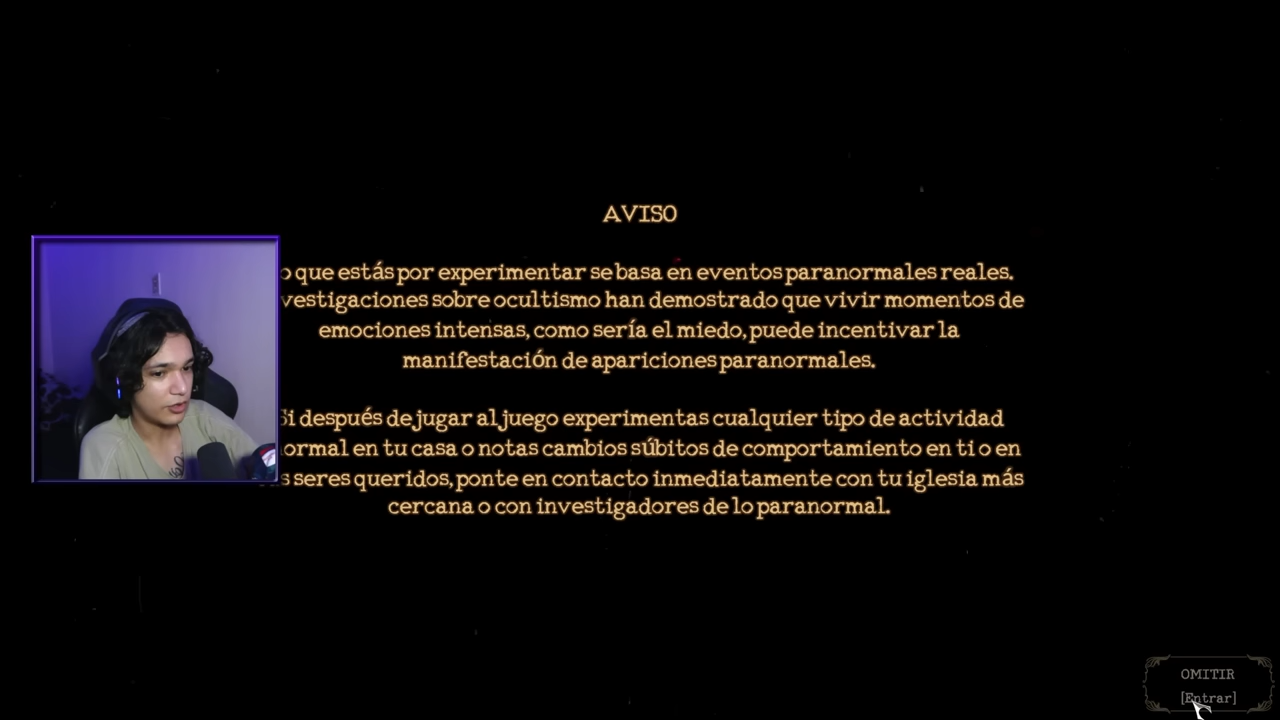 AVISO
que estás por experimentar se basa en eventos paranormales reales.
vestigaciones sobre ocultismo han demostrado que vivir momentos de
emociones intensas, como sería el miedo, puede incentivar la
manifestación de apariciones paranormales.
Si después de jugar al juego experimentas cualquier tipo de actividad
ormal en tu casa o notas cambios súbitos de comportamiento en ti o en
seres queridos, ponte en contacto inmediatamente con tu iglesia más
cercana o con investigadores de lo paranormal.
OMITIR
[Entrar]